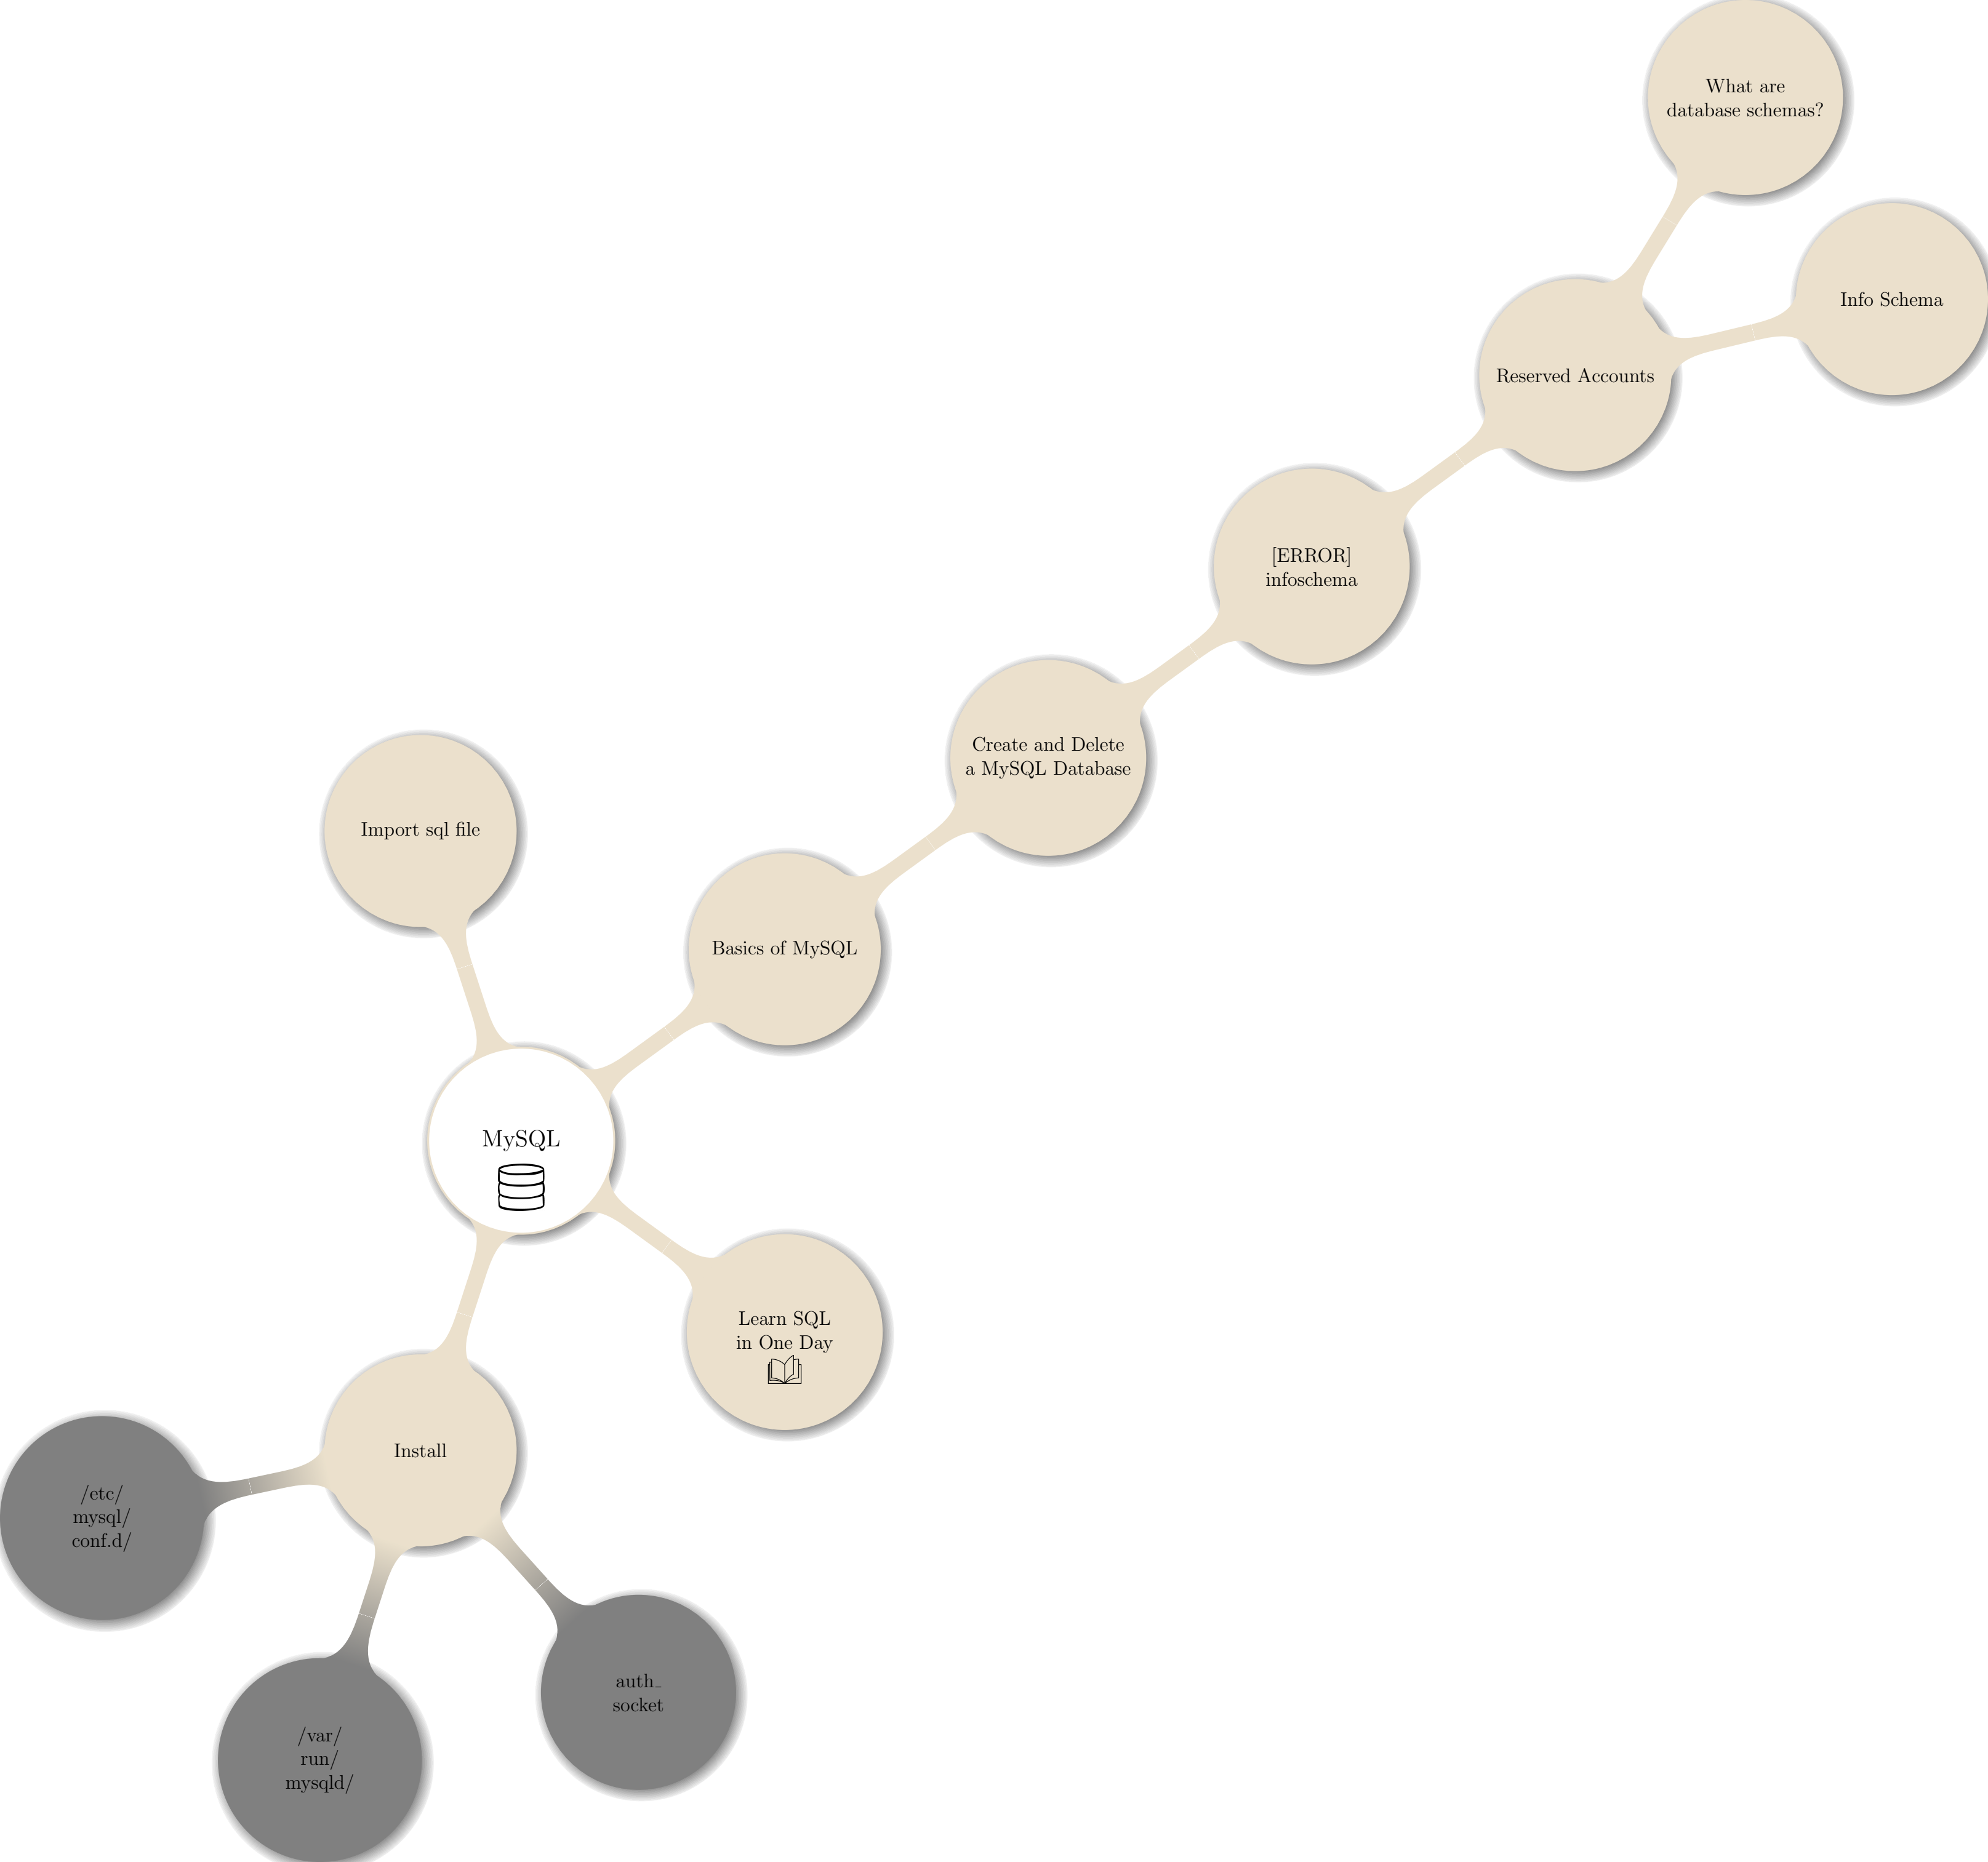 What are
database schemas?
Info Schema
Reserved Accounts
[ERROR]
infoschema
Create and Delete
a MySQL Database
Import sql file
Basics of MySQL
MySQL
Learn SQL
in One Day
Install
/etc/
mysql/
conf.d/
auth_
socket
/var/
run/
mysqld/